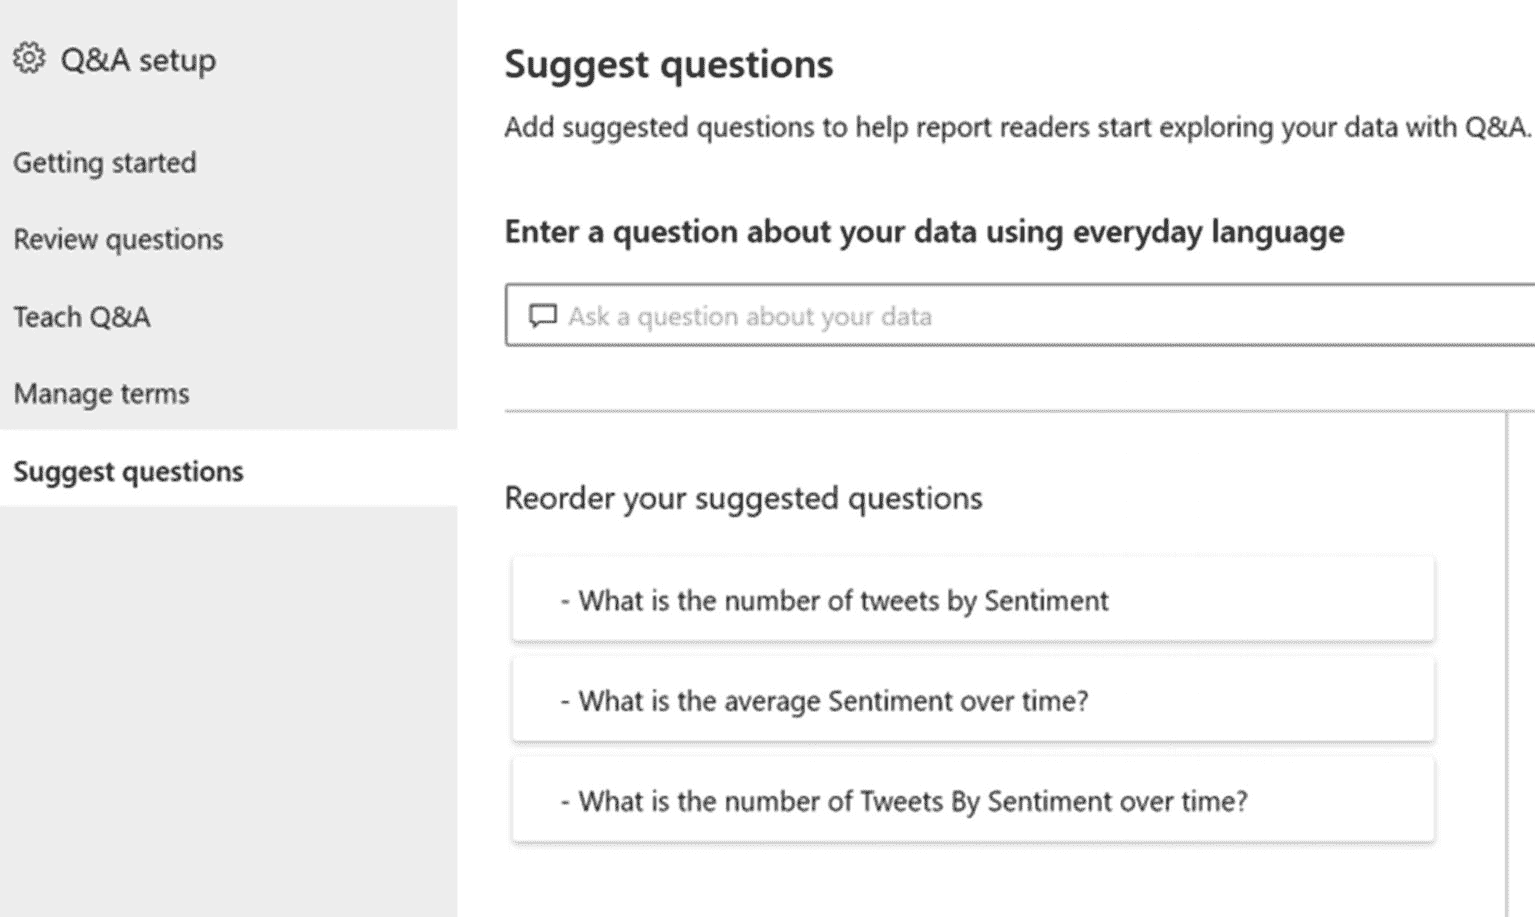 Q&A setup
Getting started
Review questions
Teach Q&A
Manage terms
Suggest questions
Suggest questions
Add suggested questions to help report readers start exploring your data with Q&A.
Enter a question about your data using everyday language
Ask a question about your data
Reorder your suggested questions
- What is the number of tweets by Sentiment
- What is the average Sentiment over time?
- What is the number of Tweets By Sentiment over time?